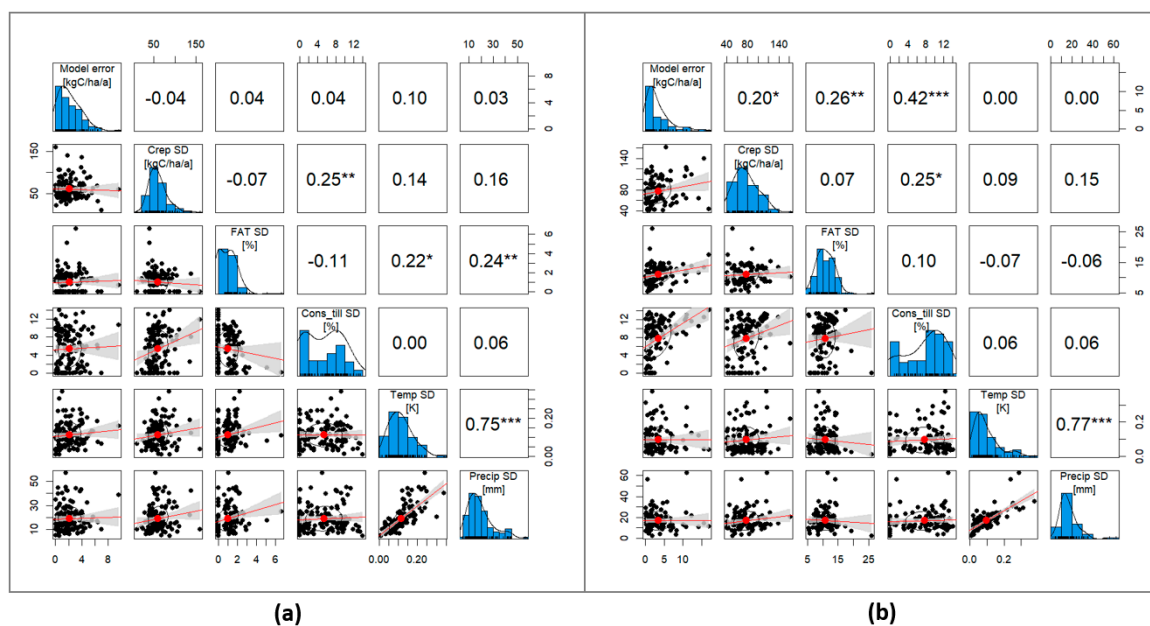 50 150
0 4 8 12
10 30 50
Model error
[kgC/ha/a]
-0.04
0.04
0.04
0.10
0.03
0 4 8
50 150
Crep SD
[kgC/ha/a]
-0.07
0.25**
0.14
0.16
FAT SD
[%]
-0.11
0.22*
0.24**
0 2 4 6
0 4 8 12
Cons_till SD
[%]
0.00
0.06
Temp SD
[K]
0.75***
0.00 0.20
10 30 50
Precip SD
[mm]
0 4 8
50 150
0 2 4 6
0 4 8 12
0.00 0.20
(a)
40 80 140
0 4 8 12
0 20 40 60
Model error
[kgC/ha/a]
0.20*
0.26**
0.42***
0.00
0.00
0 5 10
40 80 140
Crep SD
[kgC/ha/a]
0.07
0.25*
0.09
0.15
FAT SD
[%]
0.10
-0.07
-0.06
5 15 25
0 4 8 12
Cons_till SD
[%]
0.06
0.06
Temp SD
[K]
0.77***
0.0 0.2
0 20 40 60
Precip SD
[mm]
0 5 10
5 10 15 20 25
0.0 0.2
(b)